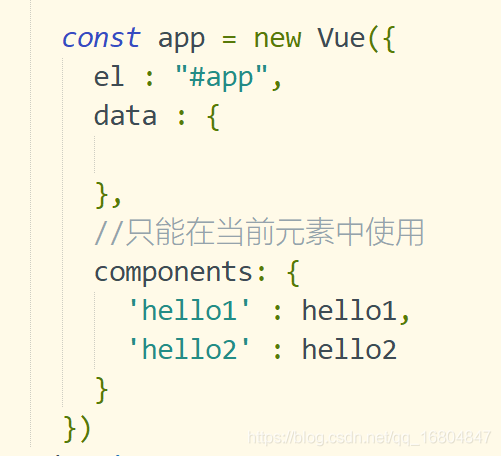 const app = new Vue({
el : "#app",
data : {
},
//只能在当前元素中使用
components: {
'hello1' : hello1,
'hello2' : hello2
}
})
https://blog.csdn.net/qq_16804847